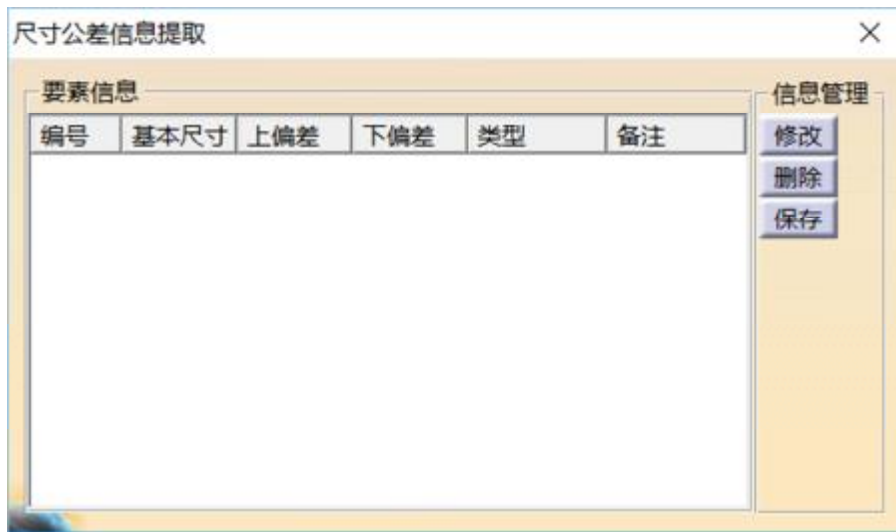 尺寸公差信息提取
要素信息
编号 基本尺寸 上偏差 下偏差 类型 备注
信息管理
修改
删除
保存